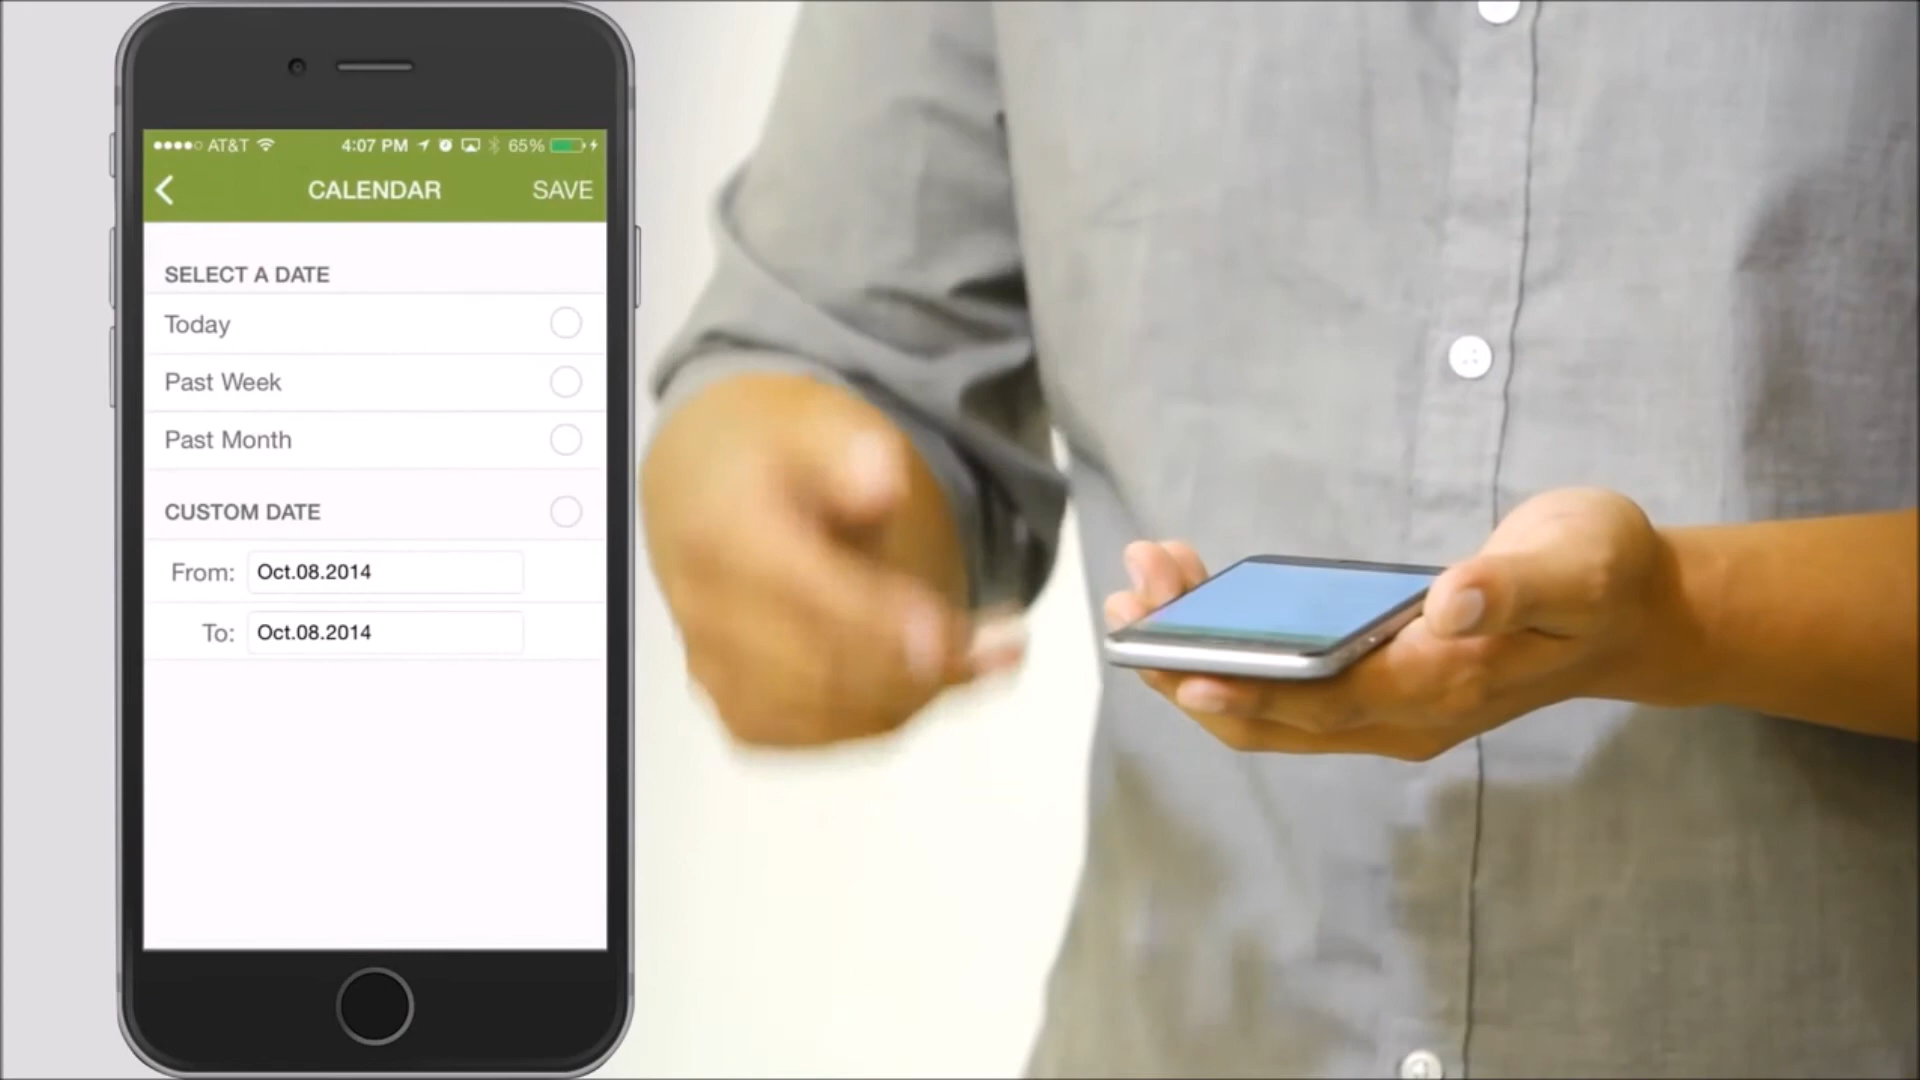 AT&T 4:07 PM 65%
CALENDAR SAVE
SELECT A DATE
Today
Past Week
Past Month
CUSTOM DATE
From: Oct.08.2014
To: Oct.08.2014